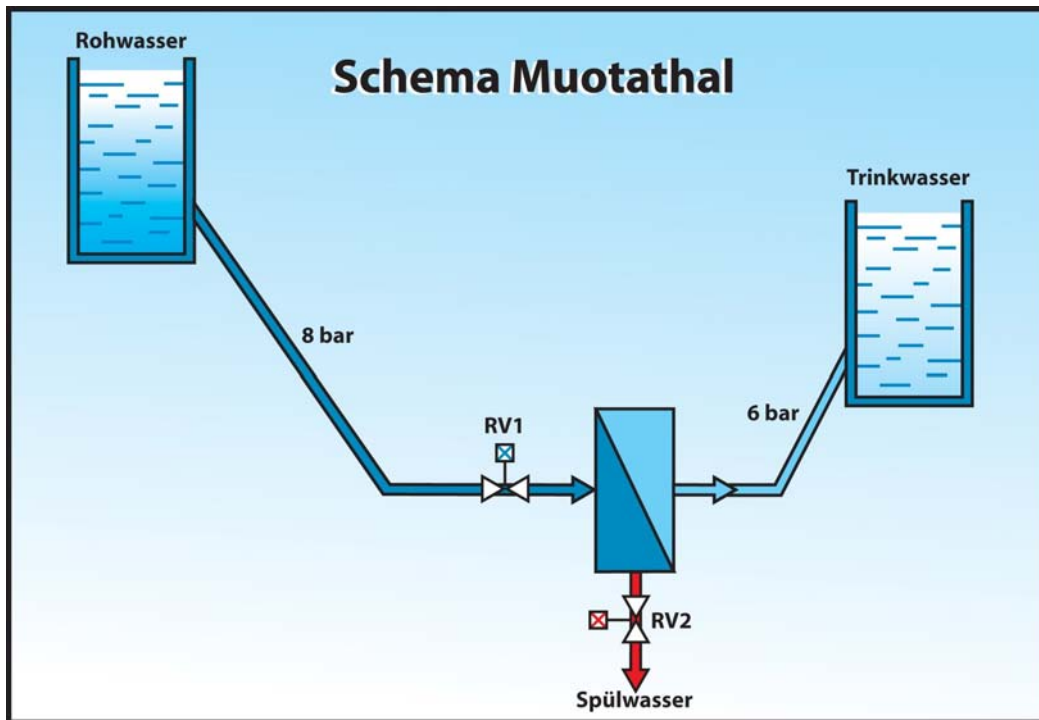 Rohwasser
Schema Muotathal
Trinkwasser
8 bar
6 bar
RV1
RV2
Spülwasser